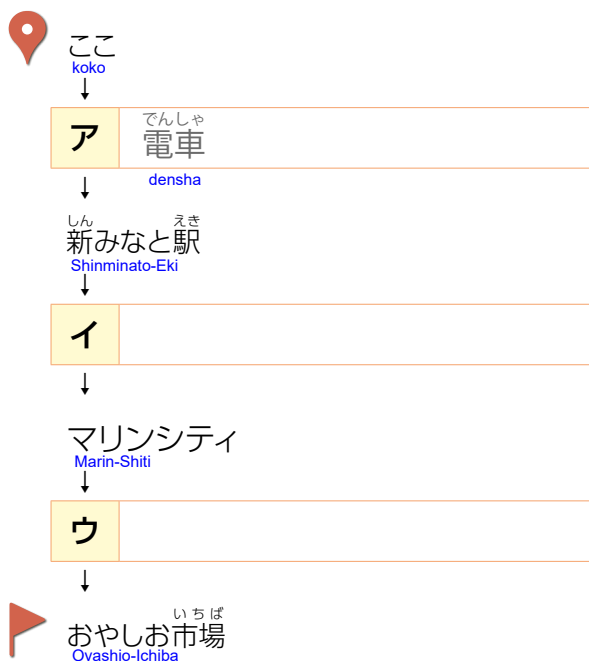 ここ
koko
ア
でんしゃ
電車
densha
しん えき
新みなと駅
Shinminato-Eki
イ
マリンシティ
Marin-Shiti
ウ
いちば
おやしお市場
Oyashio-Ichiba